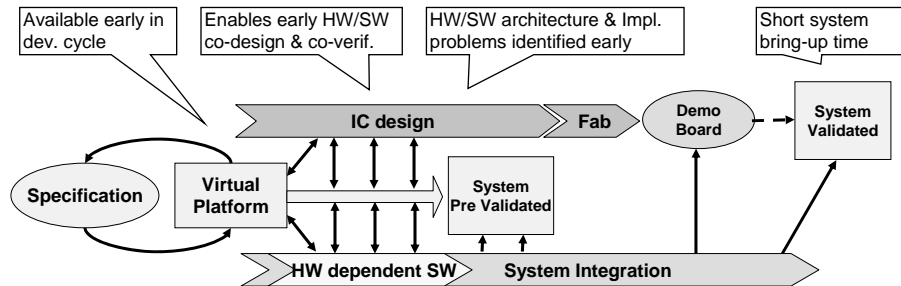 Available early in
dev. cycle
Enables early HW/SW
co-design & co-verif.
HW/SW architecture & Impl.
problems identified early
Short system
bring-up time
IC design
Fab
Demo
Board
System
Validated
Specification
Virtual
Platform
System
Pre Validated
HW dependent SW
System Integration